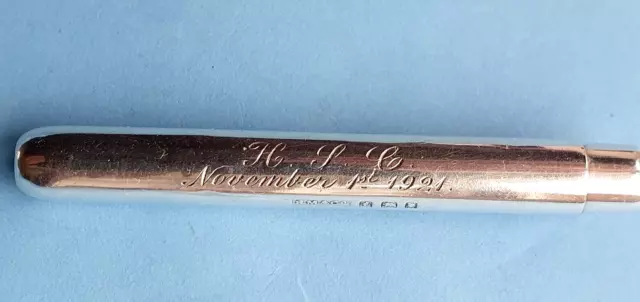 H. S. C.
November 1st 1921.